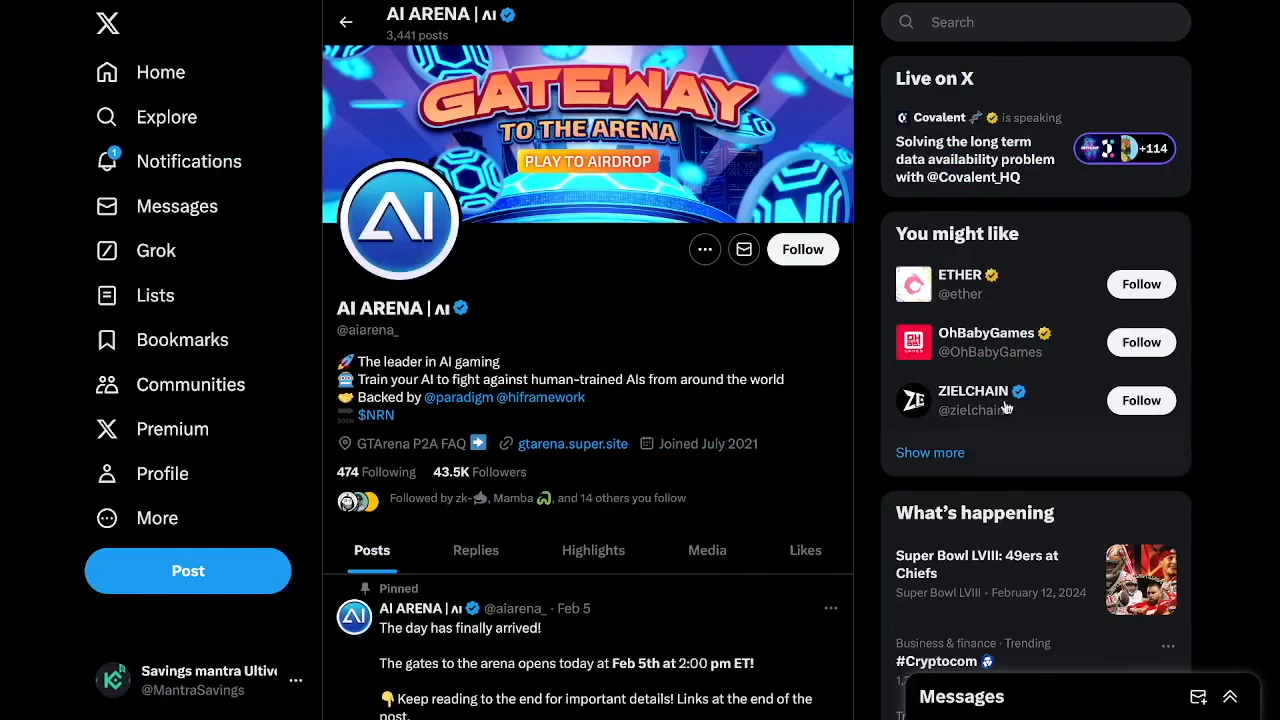 Home
Explore
1
Notifications
Messages
Grok
Lists
Bookmarks
Communities
Premium
Profile
More
Post
Savings mantra
@MantraSavings
AI ARENA | AI
3,441 posts
GATEWAY
TO THE ARENA
PLAY TO AIRDROP
AI
Follow
AI ARENA | AI
@aiarena_
🚀 The leader in AI gaming
🤖 Train your AI to fight against human-trained AIs from around the world
🤝 Backed by @paradigm @hiframework
🔜 $NRN
GTArena P2A FAQ ➡️ gtarena.super.site Joined July 2021
474 Following 43.5K Followers
Followed by zk-🦈, Mamba 🐍, and 14 others you follow
Posts Replies Highlights Media Likes
Pinned
AI ARENA | AI @aiarena_ · Feb 5
The day has finally arrived!
The gates to the arena opens today at Feb 5th at 2:00 pm ET!
👇Keep reading to the end for important details! Links at the end of the
post.
Search
Live on X
Covalent is speaking
Solving the long term
data availability problem
with @Covalent_HQ
+114
You might like
ETHER
@ether
Follow
OhBabyGames
@OhBabyGames
Follow
ZIELCHAIN
@zielchain
Follow
Show more
What's happening
Super Bowl LVIII: 49ers at
Chiefs
Super Bowl LVIII · February 12, 2024
Business & finance · Trending
#Cryptocom
Messages